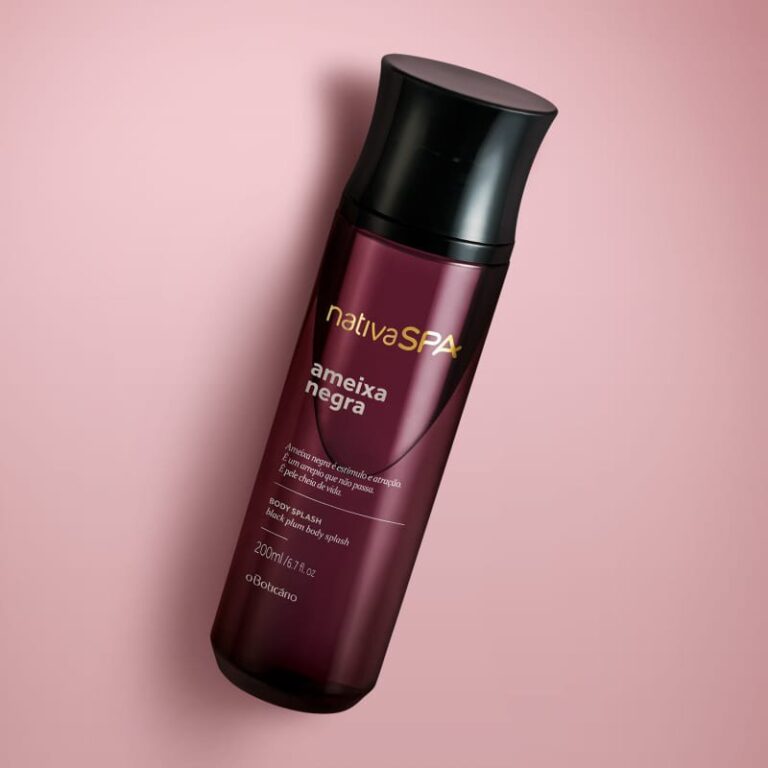 nativaSPA
ameixa
negra
Ameixa negra é estímulo e atração.
É um arrepio que não passa.
É pele cheia de vida.
BODY SPLASH
black plum body splash
200ml/6.7 fl. oz
oBoticário